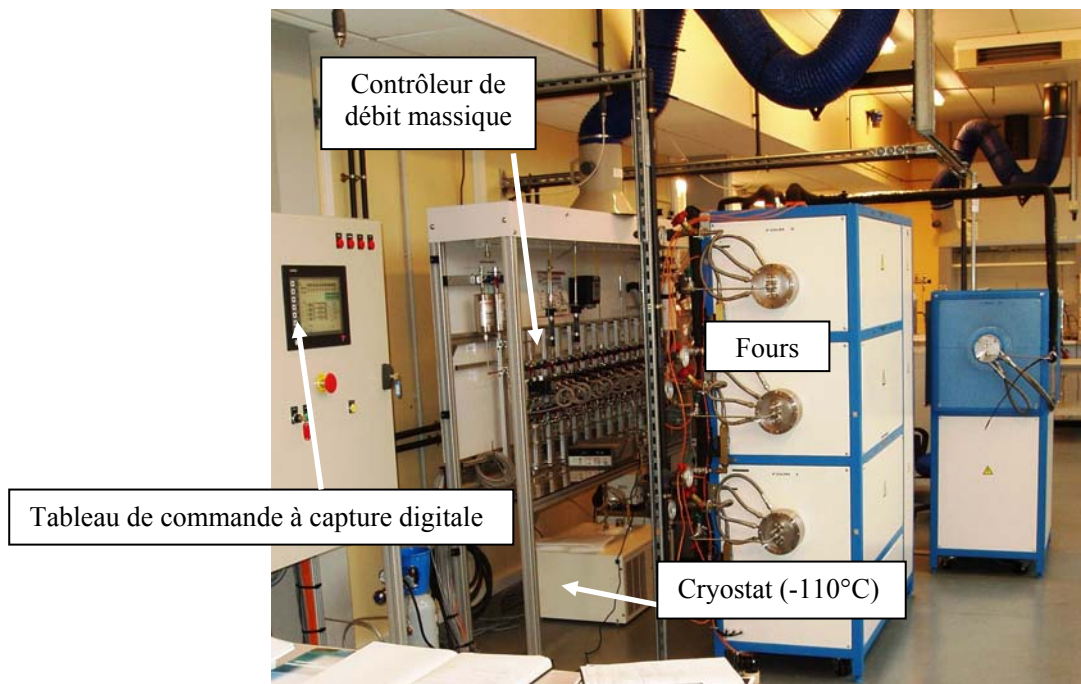 Contrôleur de
débit massique
Fours
Tableau de commande à capture digitale
Cryostat (-110°C)